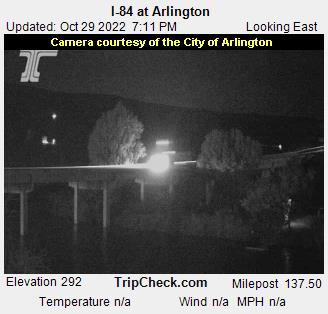 I-84 at Arlington
Updated: Oct 29 2022 7:11 PM Looking East
Camera courtesy of the City of Arlington
Elevation 292 TripCheck.com Milepost 137.50
Temperature n/a Wind n/a MPH n/a